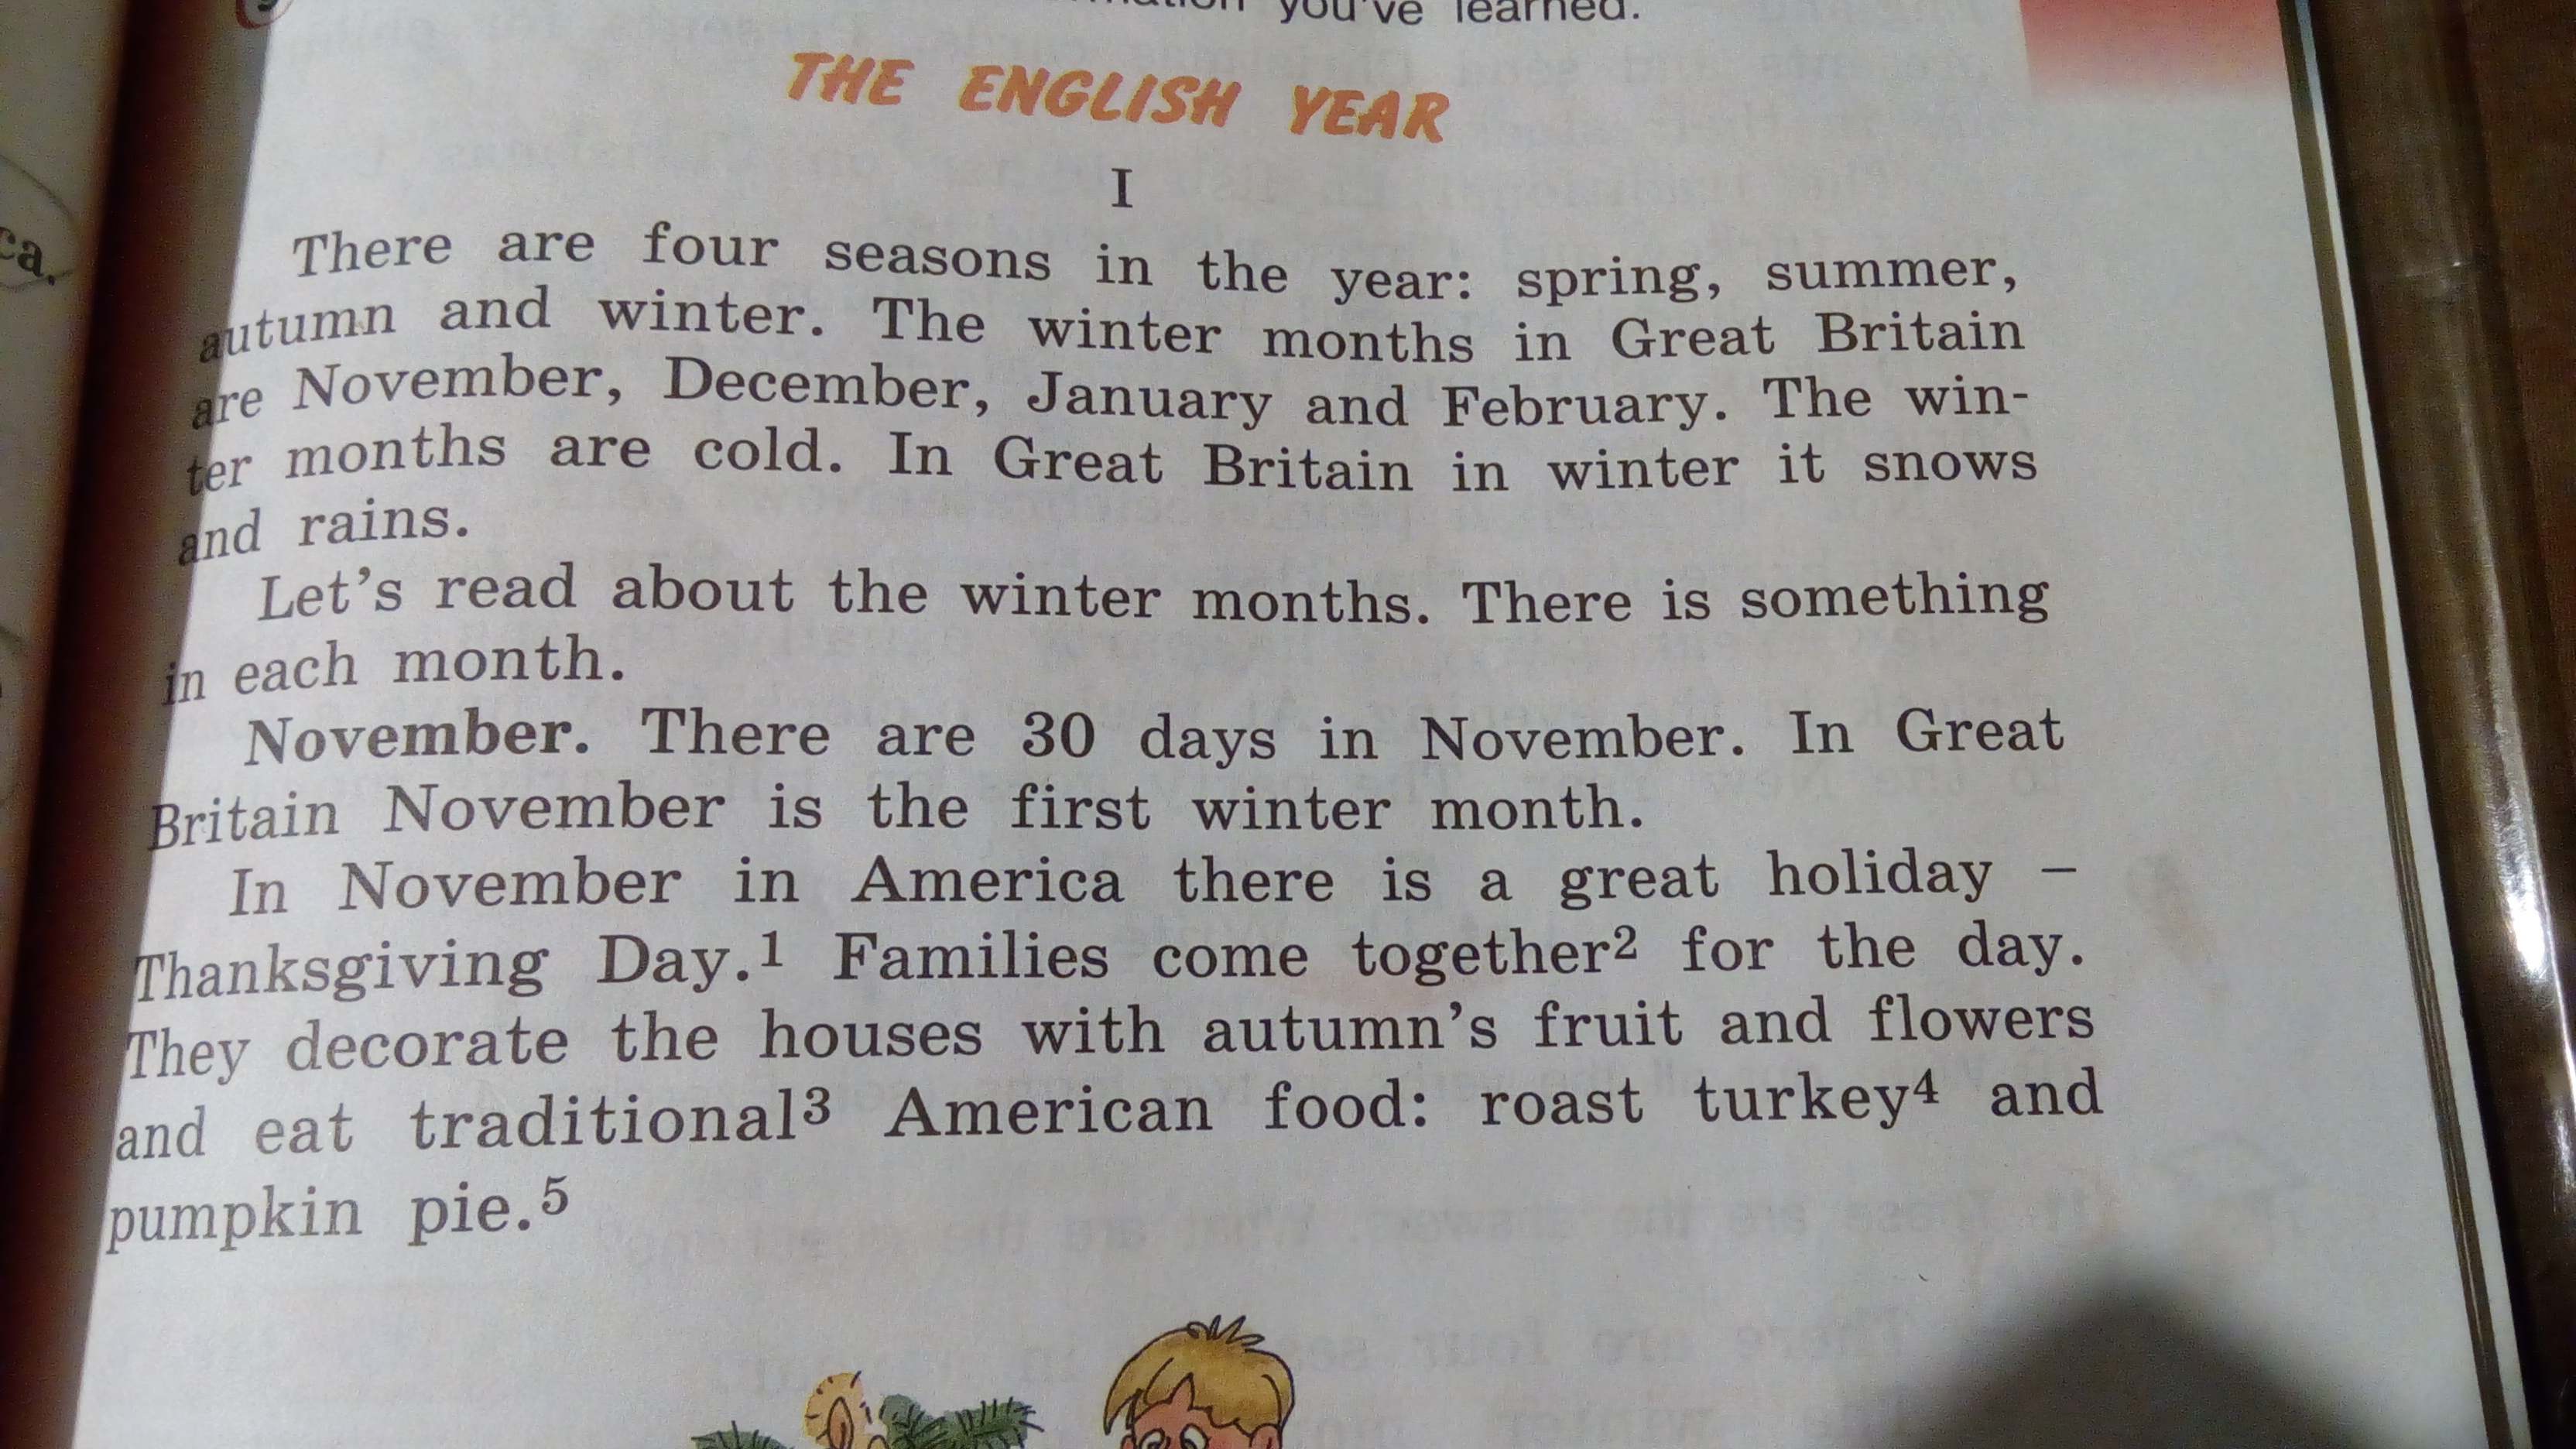 you've learned.
THE ENGLISH YEAR
I
There are four seasons in the year: spring, summer,
autumn and winter. The winter months in Great Britain
are November, December, January and February. The win-
ter months are cold. In Great Britain in winter it snows
and rains.
Let's read about the winter months. There is something
in each month.
November. There are 30 days in November. In Great
Britain November is the first winter month.
In November in America there is a great holiday –
Thanksgiving Day.1 Families come together2 for the day.
They decorate the houses with autumn's fruit and flowers
and eat traditional3 American food: roast turkey4 and
pumpkin pie.5